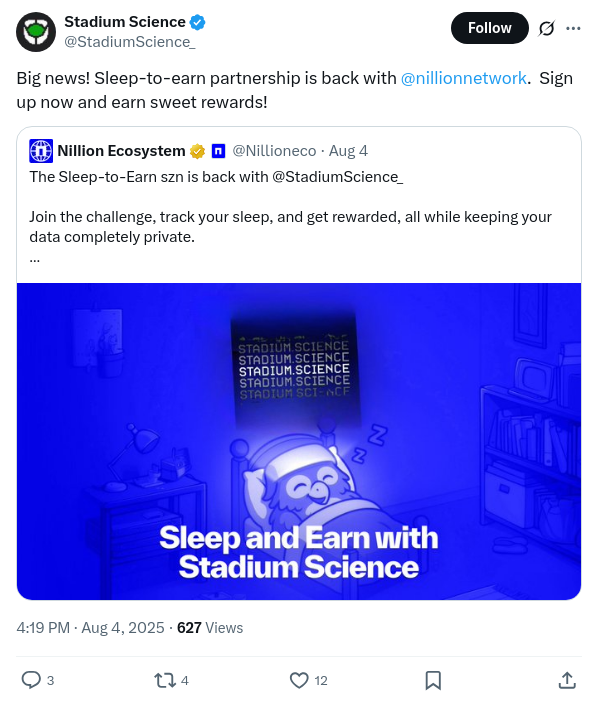 Stadium Science
@StadiumScience_
Follow
Big news! Sleep-to-earn partnership is back with @nillionnetwork.  Sign
up now and earn sweet rewards!
Nillion Ecosystem @Nillioneco · Aug 4
The Sleep-to-Earn szn is back with @StadiumScience_
Join the challenge, track your sleep, and get rewarded, all while keeping your
data completely private.
...
STADIUM.SCIENCE
STADIUM.SCIENCE
STADIUM.SCIENCE
STADIUM.SCIENCE
z
z
Z
Sleep and Earn with
Stadium Science
4:19 PM · Aug 4, 2025 · 627 Views
3
4
12